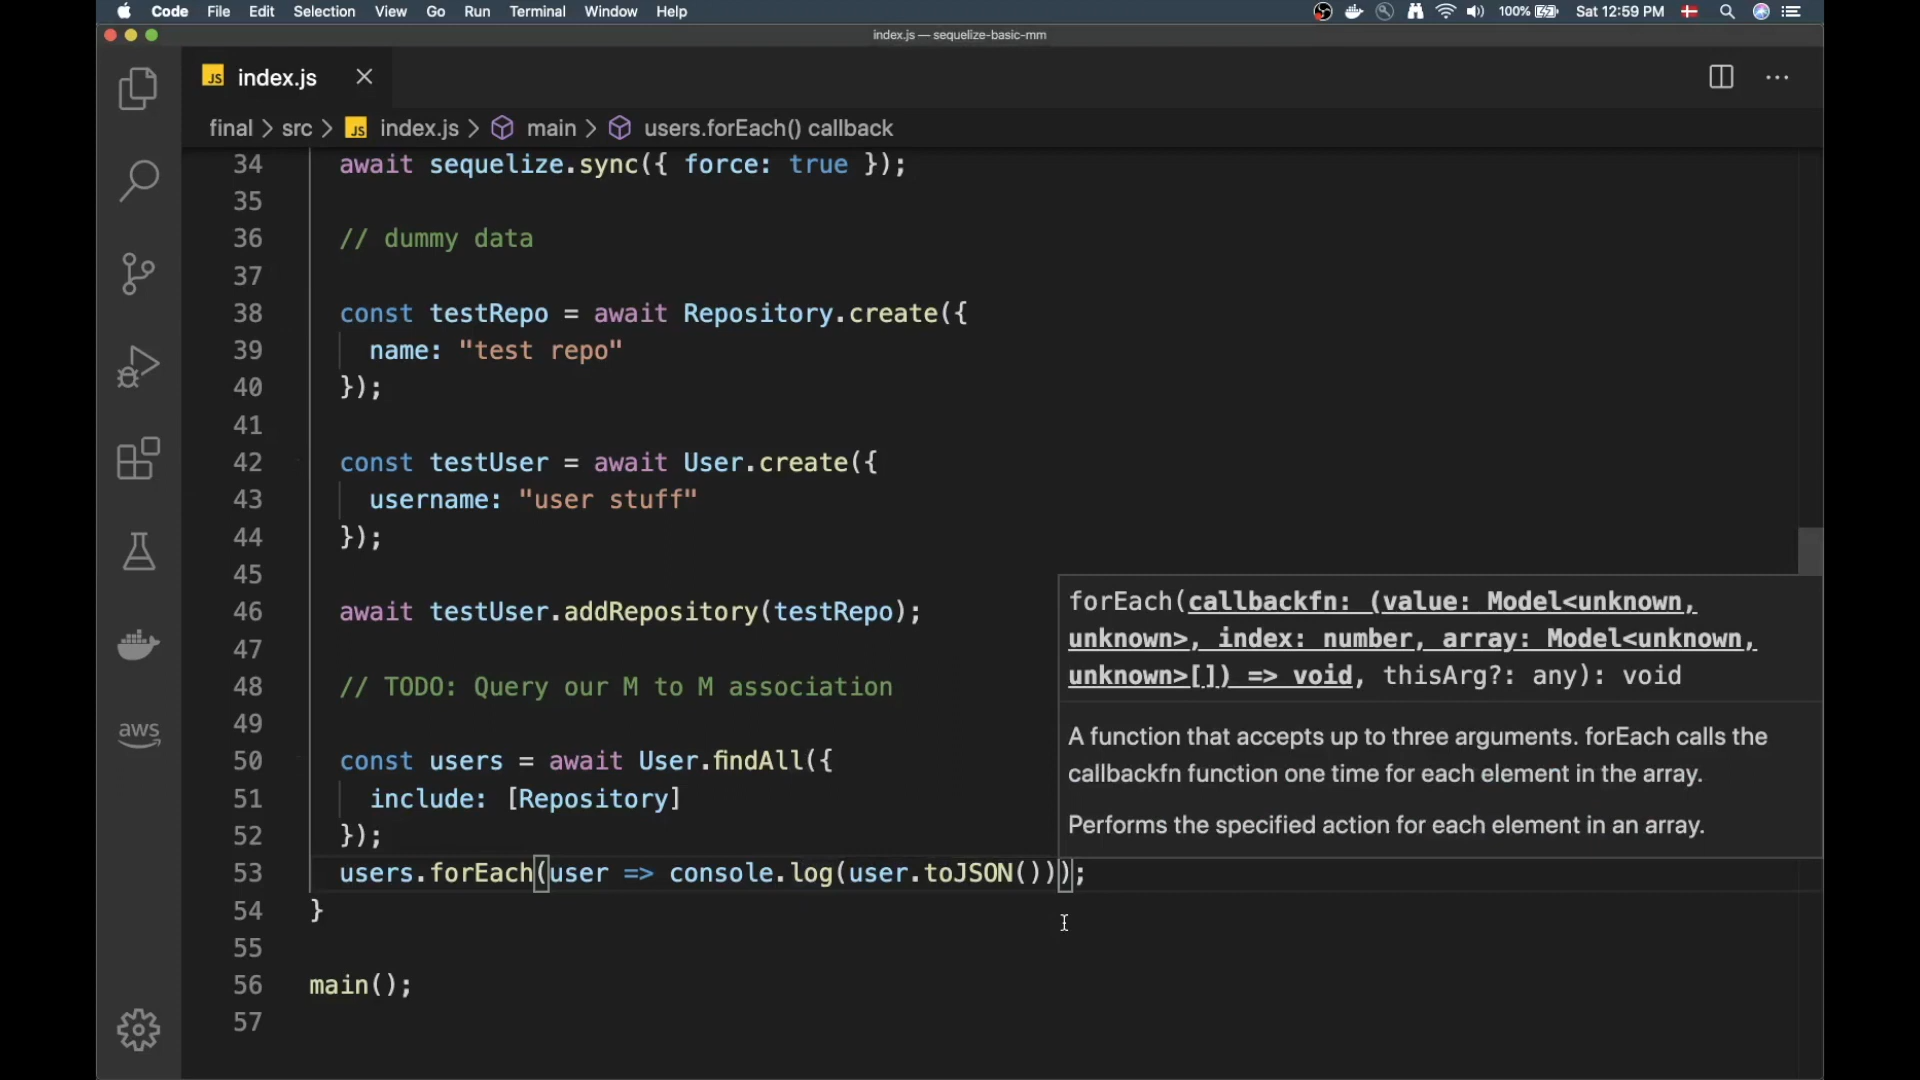 Code File Edit Selection View Go Run Terminal Window Help 100% Sat 12:59 PM
index.js — sequelize-basic-mm
JS index.js
final > src > JS index.js > main > users.forEach() callback
34 await sequelize.sync({ force: true });
35
36 // dummy data
37
38 const testRepo = await Repository.create({
39 name: "test repo"
40 });
41
42 const testUser = await User.create({
43 username: "user stuff"
44 });
45
46 await testUser.addRepository(testRepo);
47
48 // TODO: Query our M to M association
49
50 const users = await User.findAll({
51 include: [Repository]
52 });
53 users.forEach(user => console.log(user.toJSON()));
54 }
55
56 main();
57
forEach(callbackfn: (value: Model<unknown,
unknown>, index: number, array: Model<unknown,
unknown>[]) => void, thisArg?: any): void
A function that accepts up to three arguments. forEach calls the
callbackfn function one time for each element in the array.
Performs the specified action for each element in an array.
aws